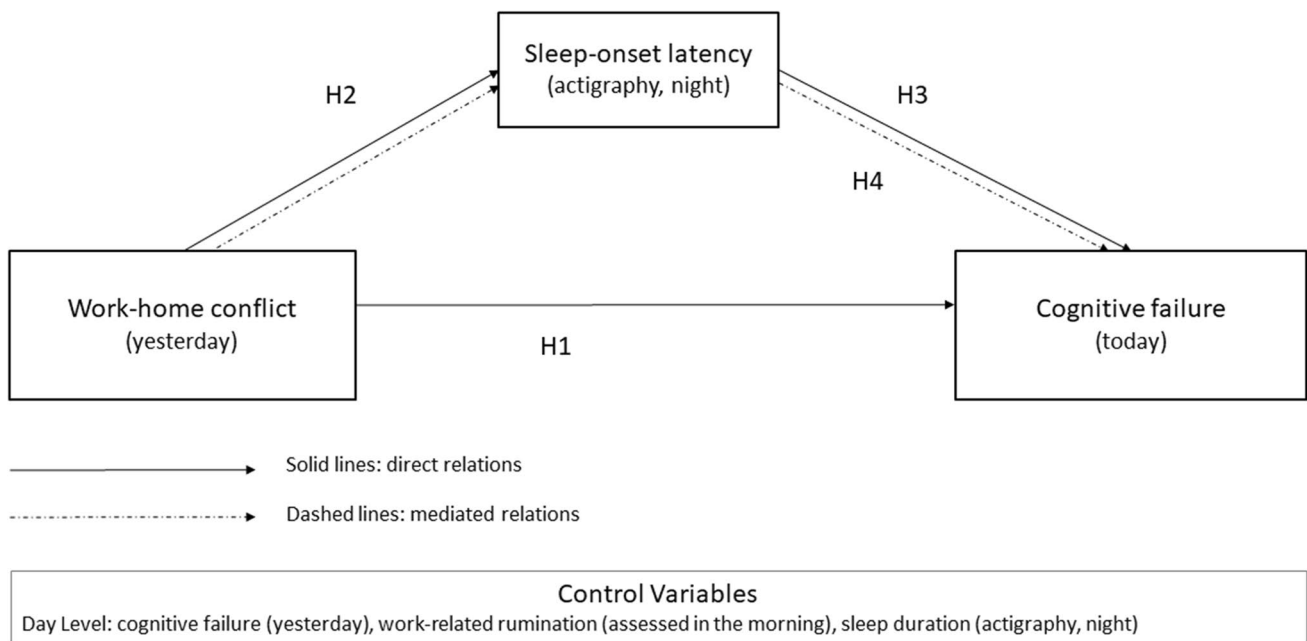 Sleep-onset latency
(actigraphy, night)
H2
H3
H4
Work-home conflict
(yesterday)
Cognitive failure
(today)
H1
Solid lines: direct relations
Dashed lines: mediated relations
Control Variables
Day Level: cognitive failure (yesterday), work-related rumination (assessed in the morning), sleep duration (actigraphy, night)